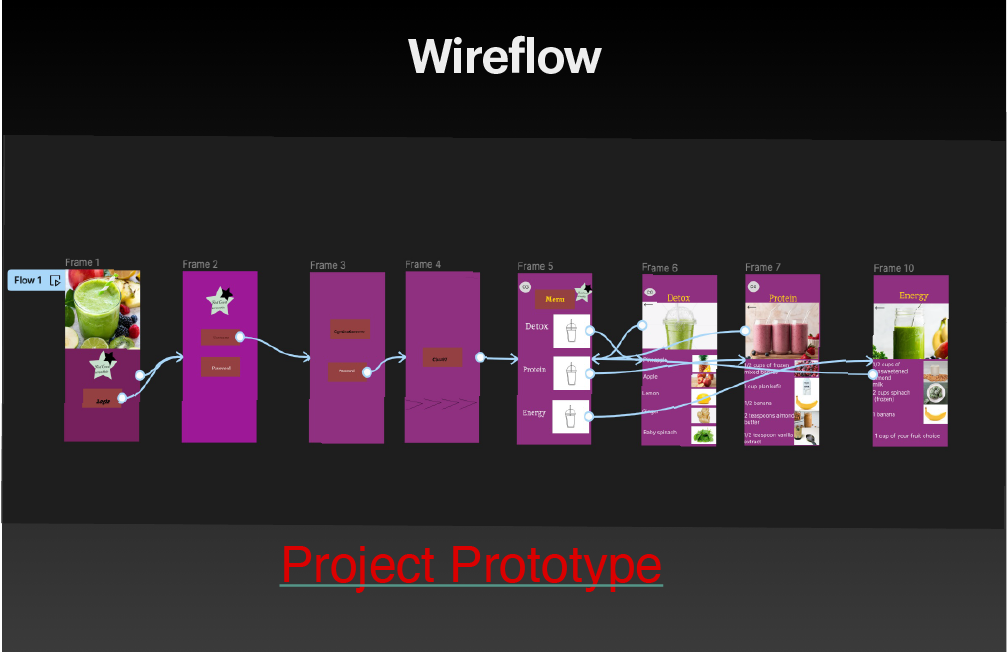 Wireflow
Flow 1
Frame 1
Frame 2
Password
Frame 3
Frame 4
Frame 5
GO
Menu
Detox
Protein
Energy
Frame 6
GO
Detox
Apple
Lemon
Baby spinach
Frame 7
GO
Protein
1/2 cups of frozen
mixed
1 cup plain kefir
1/2 banana
2 teaspoons almond
butter
1/2 teaspoon vanilla
extract
Frame 10
Energy
1/2 cups of
unsweetened
almond
milk
2 cups spinach
(frozen)
1 banana
1 cup of your fruit choice
Project Prototype